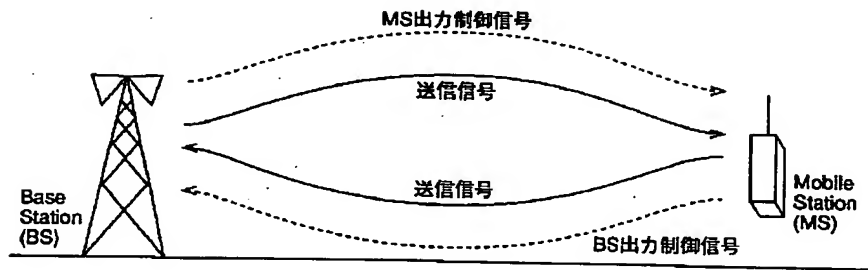 MS出力制御信号
送信信号
送信信号
BS出力制御信号
Base
Station
(BS)
Mobile
Station
(MS)